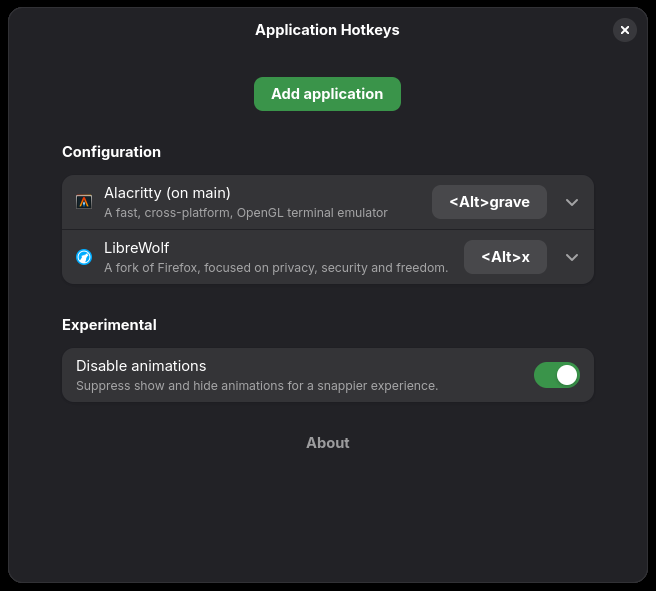 Application Hotkeys
Add application
Configuration
Alacritty (on main)
A fast, cross-platform, OpenGL terminal emulator
<Alt>grave
LibreWolf
A fork of Firefox, focused on privacy, security and freedom.
<Alt>x
Experimental
Disable animations
Suppress show and hide animations for a snappier experience.
About